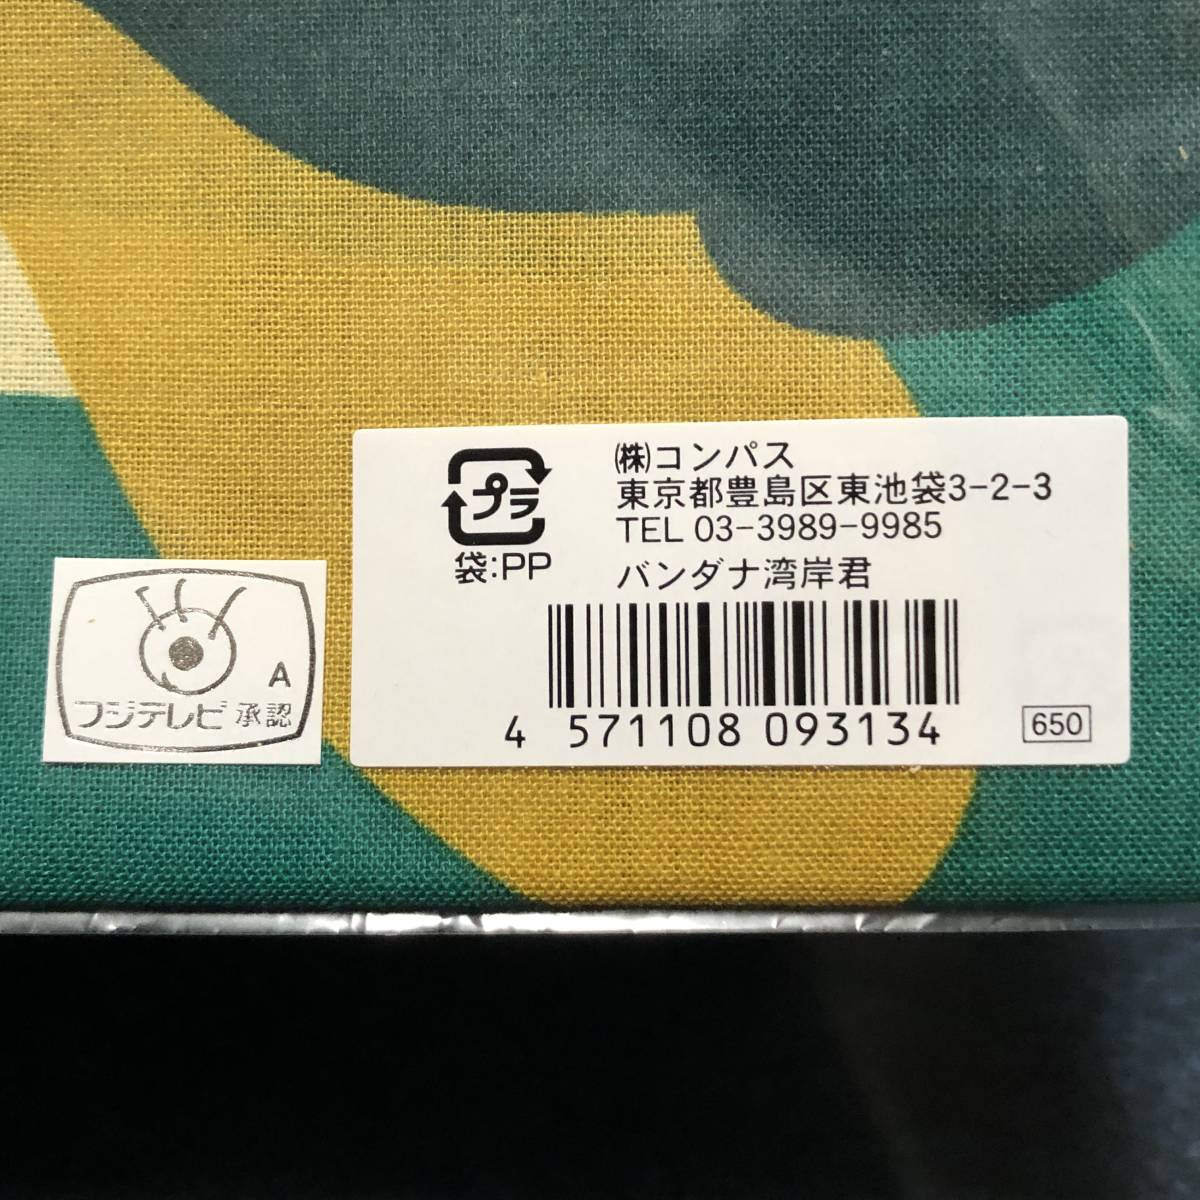 プラ
袋:PP
㈱コンパス
東京都豊島区東池袋3-2-3
TEL 03-3989-9985
バンダナ湾岸君
4 571108 093134
650
A
フジテレビ 承認